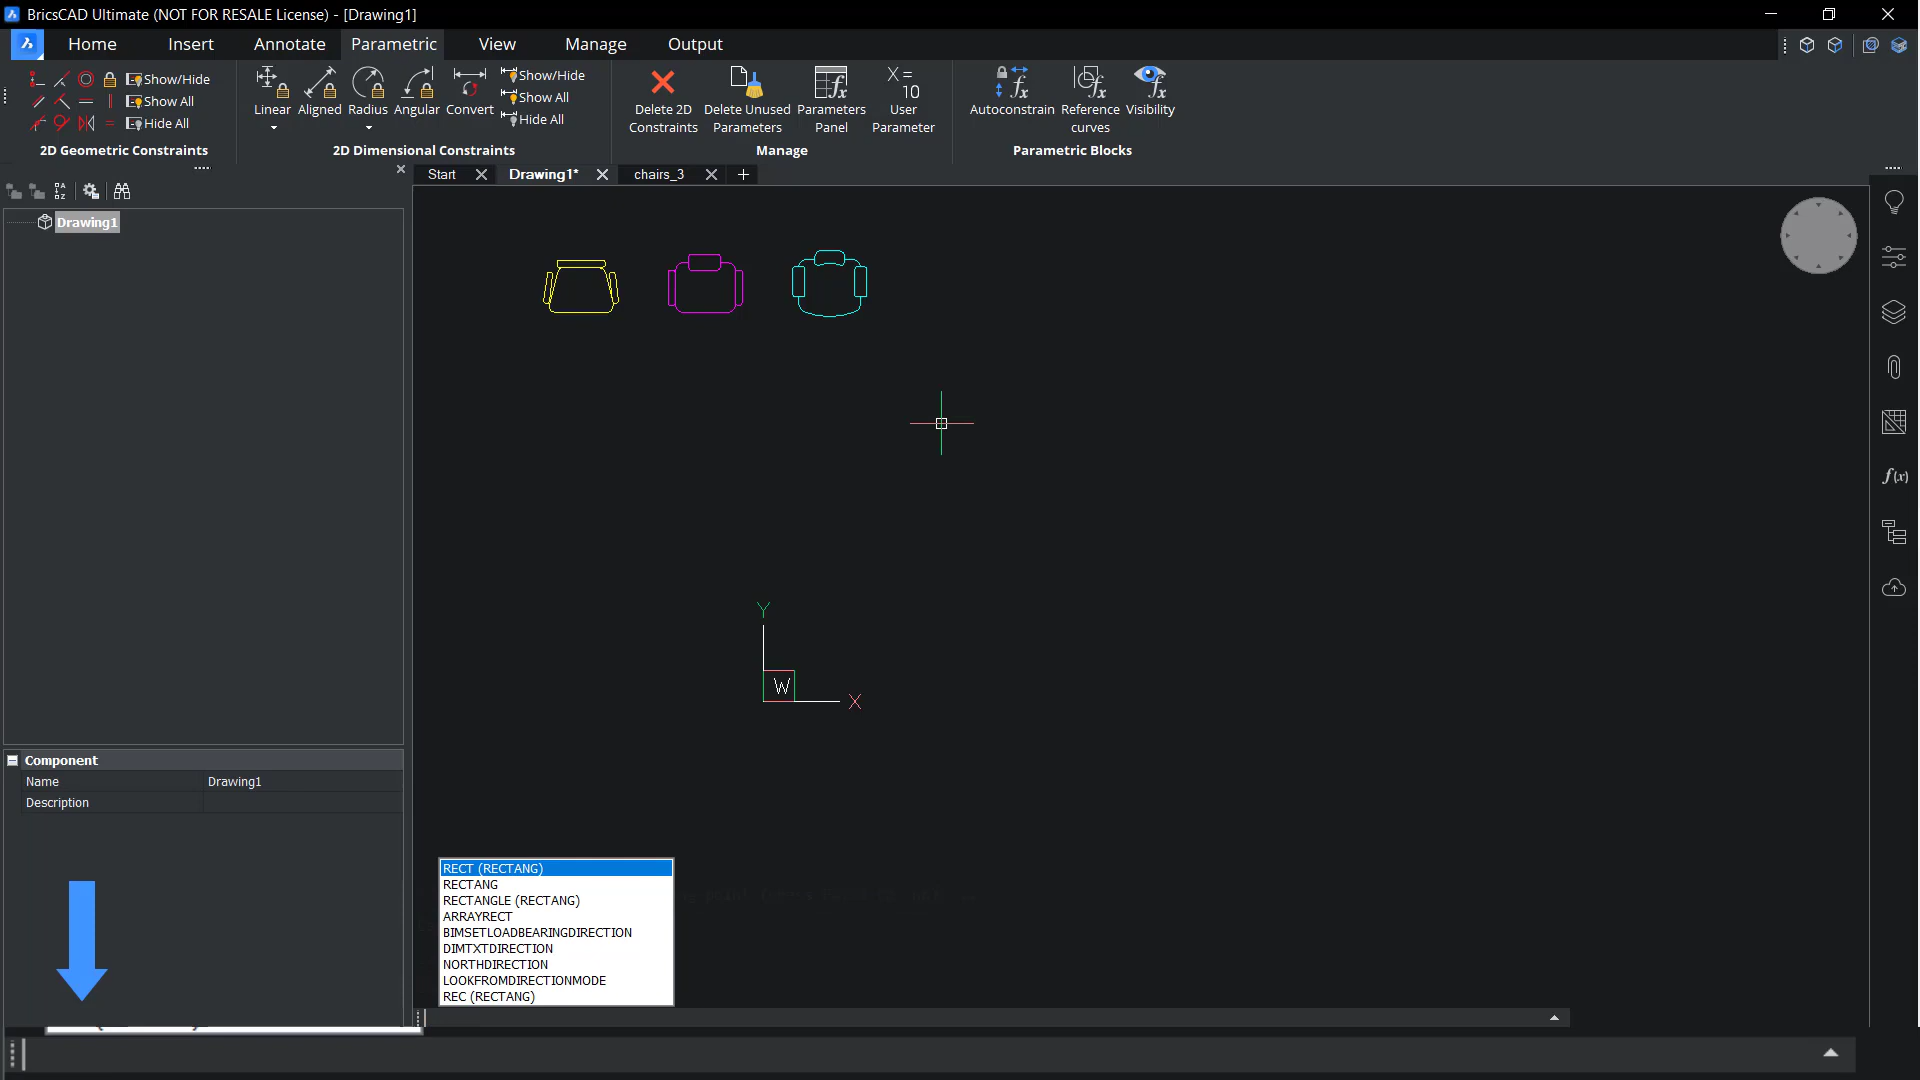 BricsCAD Ultimate (NOT FOR RESALE License) - [Drawing1]
Home Insert Annotate Parametric View Manage Output
Show/Hide
Show All
Hide All
2D Geometric Constraints
Linear Aligned Radius Angular Convert
Show/Hide
Show All
Hide All
2D Dimensional Constraints
Delete 2D Constraints
Delete Unused Parameters
Parameters Panel
X= 10
User Parameter
Manage
Autoconstrain
Reference curves
Visibility
Parametric Blocks
Start Drawing1* chairs_3
Drawing1
Y
W
X
f(x)
Component
Name Drawing1
Description
RECT (RECTANG)
RECTANG
RECTANGLE (RECTANG)
ARRAYRECT
BIMSETLOADBEARINGDIRECTION
DIMTXTDIRECTION
NORTHDIRECTION
LOOKFROMDIRECTIONMODE
REC (RECTANG)